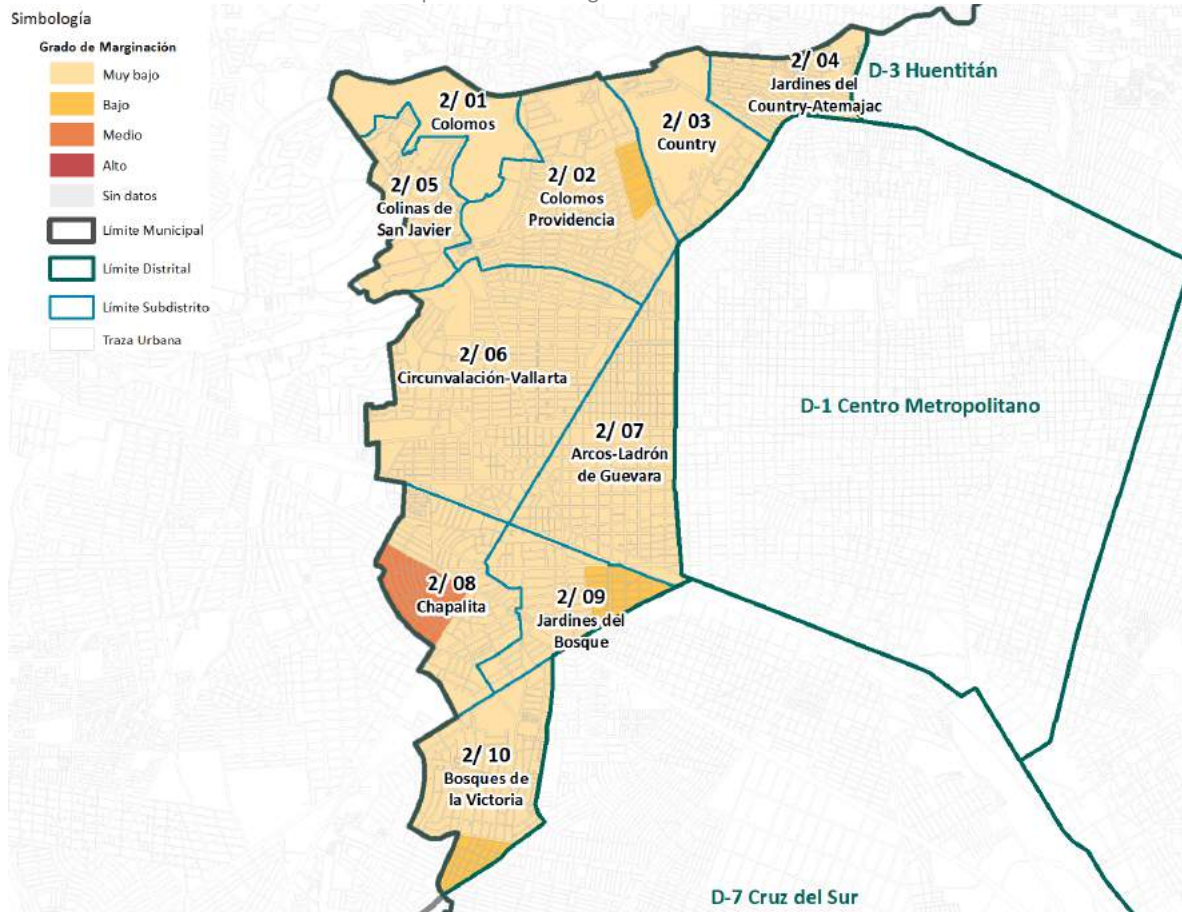 Simbología
Grado de Marginación
Muy bajo
Bajo
Medio
Alto
Sin datos
Límite Municipal
Límite Distrital
Límite Subdistrito
Traza Urbana
2/ 01
Colomos
2/ 02
Colomos
Providencia
2/ 03
Country
2/ 04
Jardines del
Country-Atemajac
D-3 Huentitán
2/ 05
Colinas de
San Javier
2/ 06
Circunvalación-Vallarta
2/ 07
Arcos-Ladrón
de Guevara
D-1 Centro Metropolitano
2/ 08
Chapalita
2/ 09
Jardines del
Bosque
2/ 10
Bosques de
la Victoria
D-7 Cruz del Sur